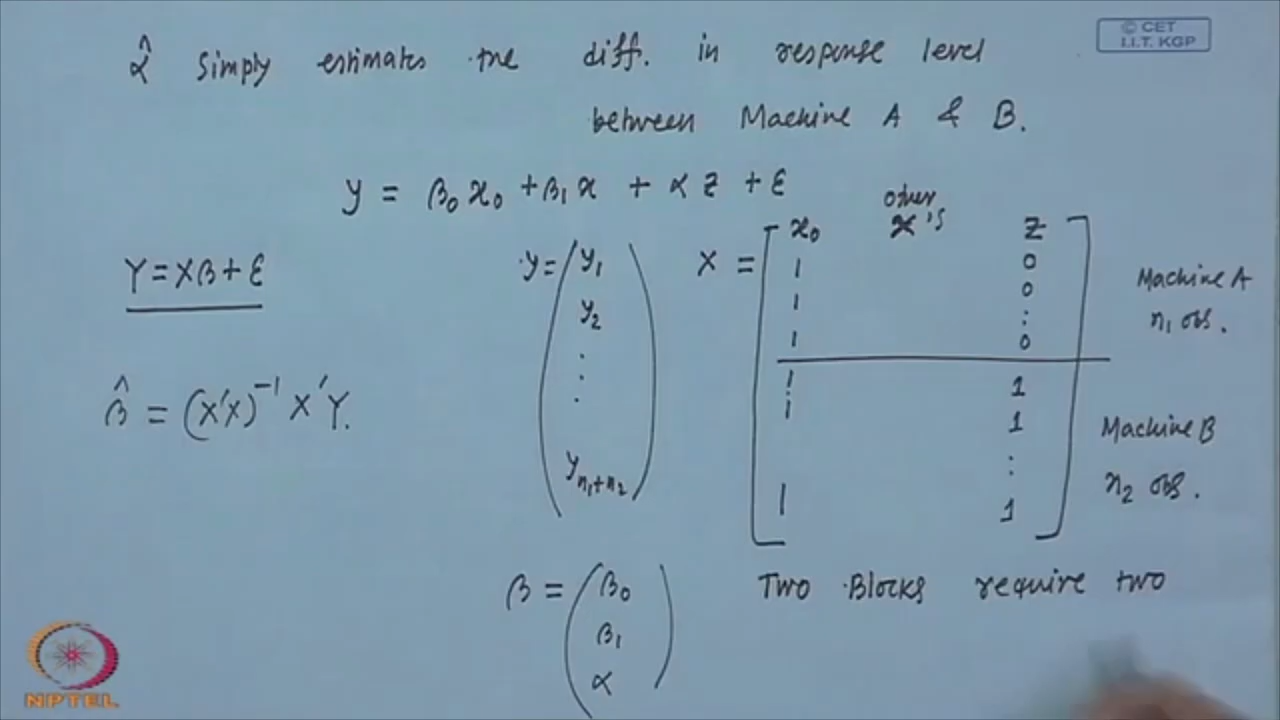 © CET
I.I.T. KGP
α̂ simply estimates the diff. in response level
between Machine A & B.
y = β₀x₀ + β₁x + αz + ε
Y = Xβ + ε
β̂ = (X'X)⁻¹ X'Y.
y = ( y₁
y₂
⋮
yₙ₁₊ₙ₂ )
X = [ x₀ other x's z
1 0
1 0
⋮
1 0
1 1
⋮
1 1
⋮
1 1 ]
Machine A
n₁ obs.
Machine B
n₂ obs.
β = ( β₀
β₁
α )
Two Blocks require two
NPTEL